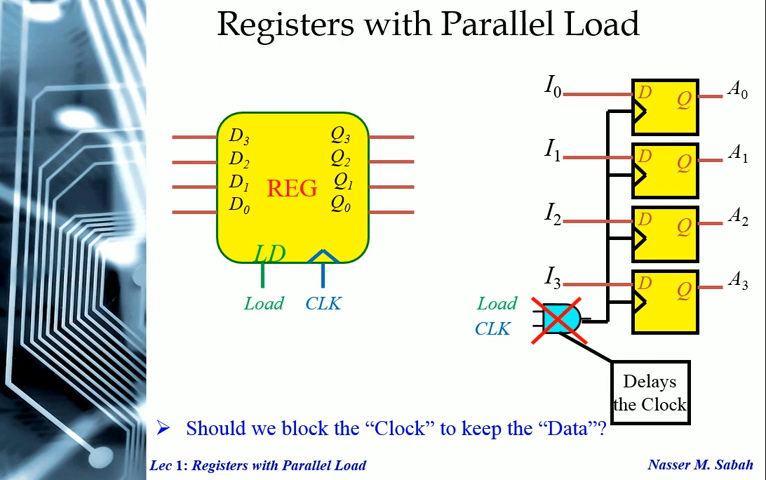 Registers with Parallel Load
D3 Q3
D2 Q2
D1 Q1
D0 Q0
REG
LD
Load CLK
I0 D Q A0
I1 D Q A1
I2 D Q A2
I3 D Q A3
Load
CLK
Delays
the Clock
➢ Should we block the “Clock” to keep the “Data”?
Lec 1: Registers with Parallel Load
Nasser M. Sabah